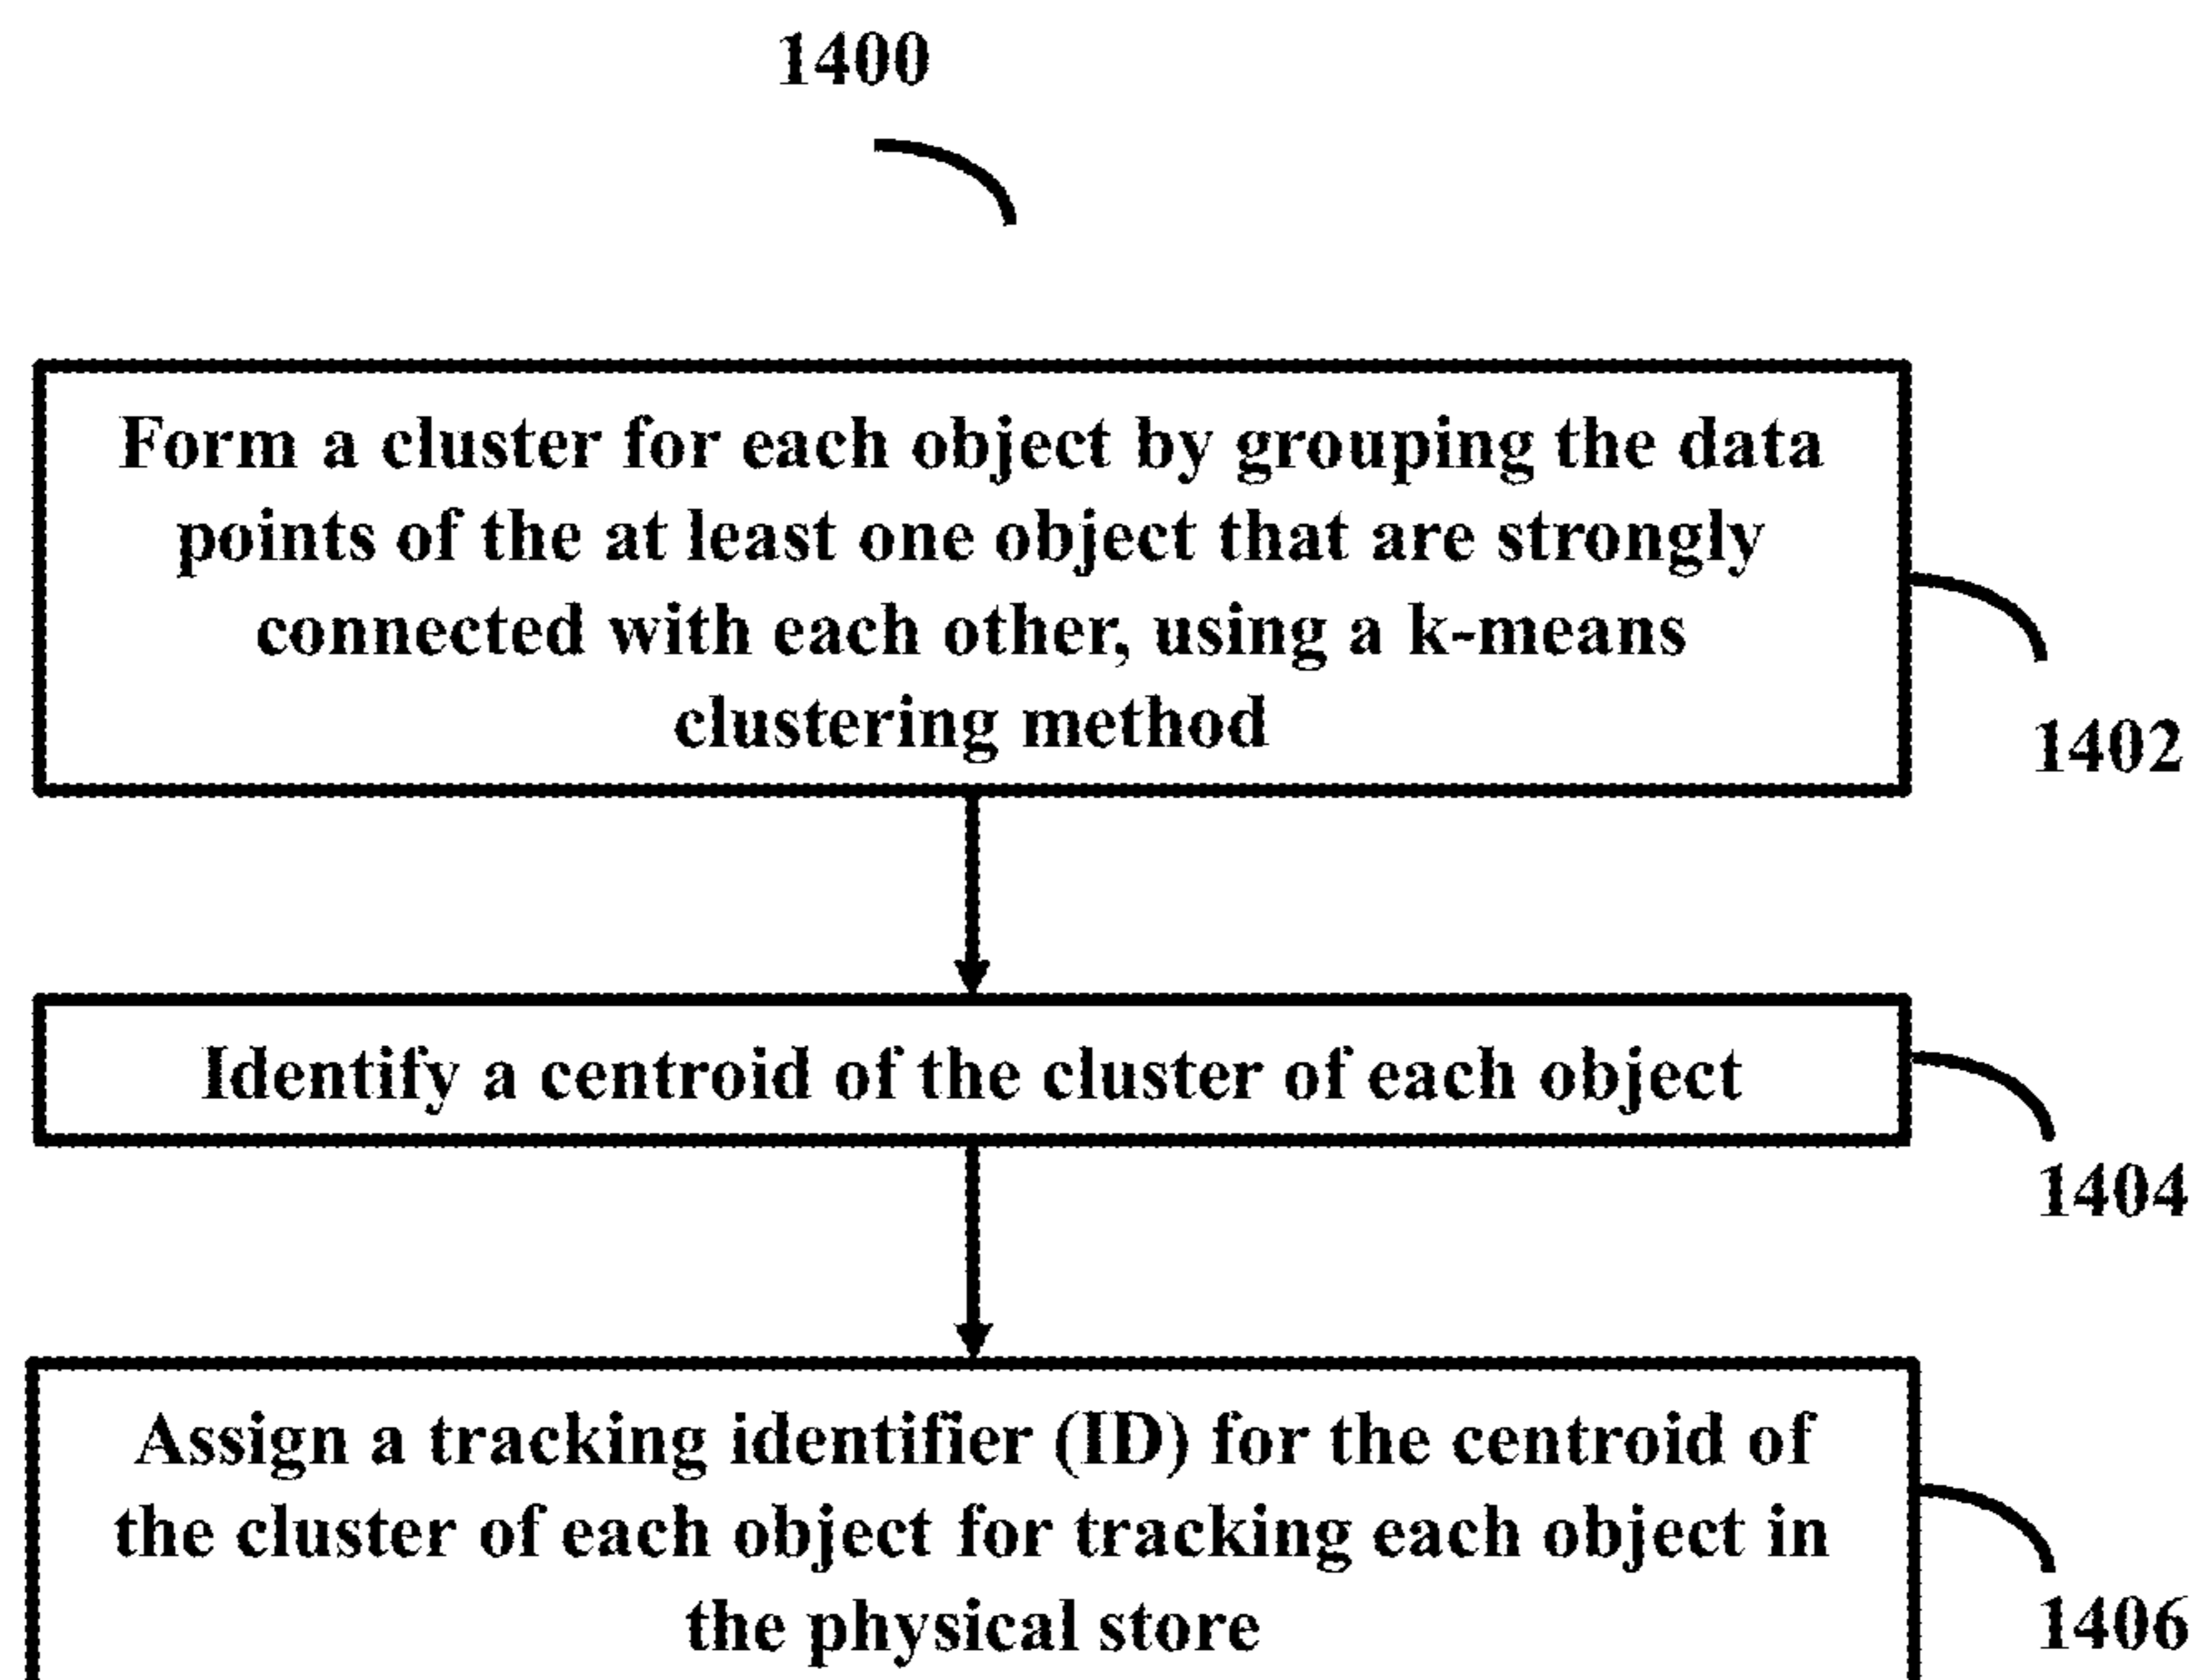 1400
Form a cluster for each object by grouping the data
points of the at least one object that are strongly
connected with each other, using a k-means
clustering method
1402
Identify a centroid of the cluster of each object
1404
Assign a tracking identifier (ID) for the centroid of
the cluster of each object for tracking each object in
the physical store
1406